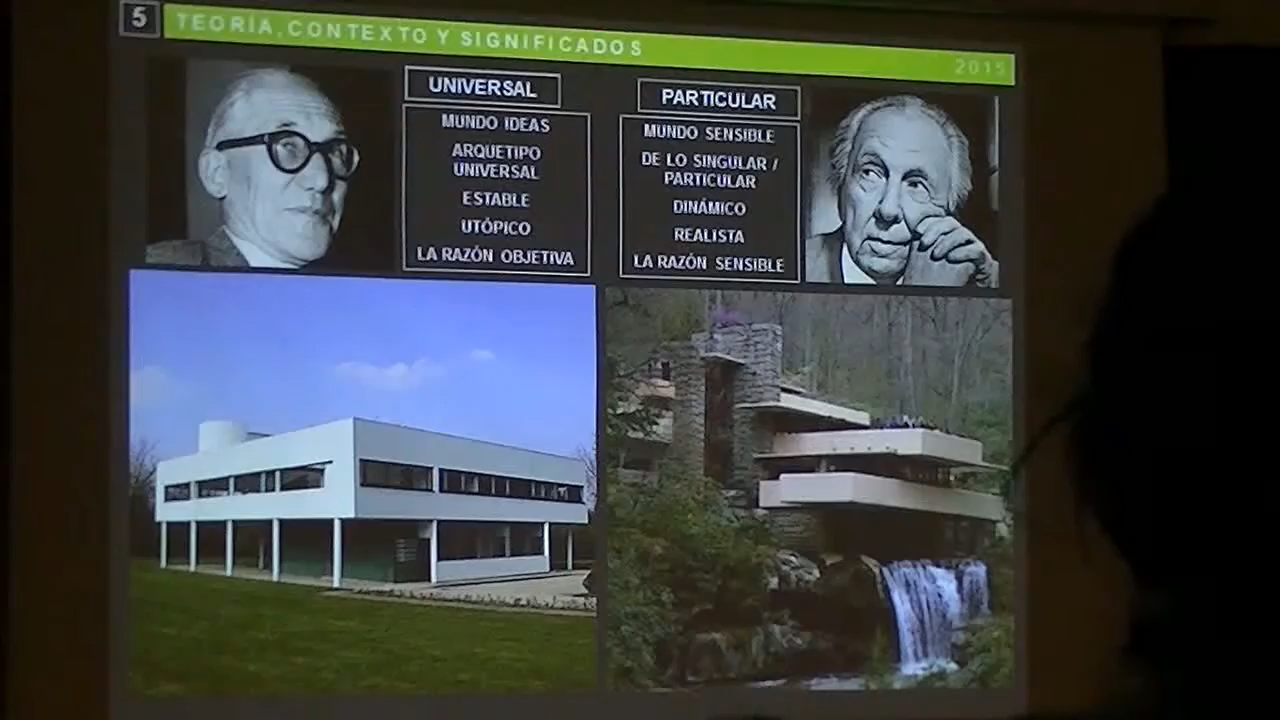 5
TEORÍA, CONTEXTO Y SIGNIFICADOS
2015
UNIVERSAL
MUNDO IDEAS
ARQUETIPO
UNIVERSAL
ESTABLE
UTÓPICO
LA RAZÓN OBJETIVA
PARTICULAR
MUNDO SENSIBLE
DE LO SINGULAR /
PARTICULAR
DINÁMICO
REALISTA
LA RAZÓN SENSIBLE